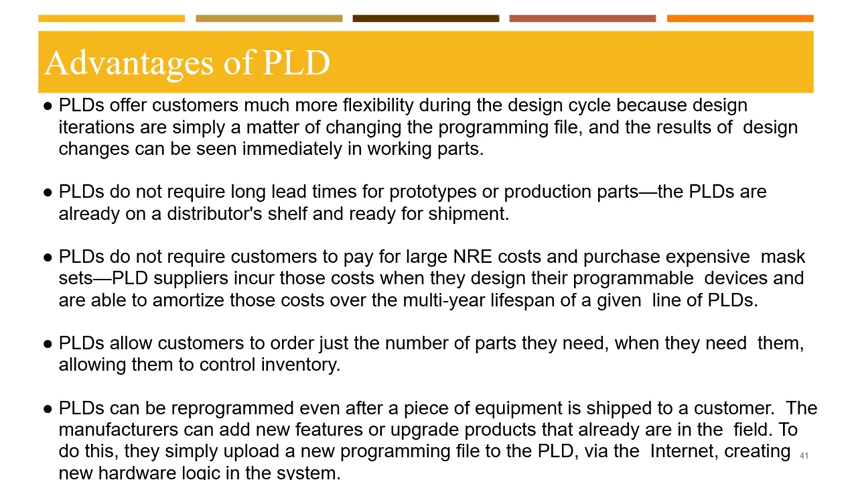 Advantages of PLD
● PLDs offer customers much more flexibility during the design cycle because design
iterations are simply a matter of changing the programming file, and the results of design
changes can be seen immediately in working parts.
● PLDs do not require long lead times for prototypes or production parts—the PLDs are
already on a distributor's shelf and ready for shipment.
● PLDs do not require customers to pay for large NRE costs and purchase expensive mask
sets—PLD suppliers incur those costs when they design their programmable devices and
are able to amortize those costs over the multi-year lifespan of a given line of PLDs.
● PLDs allow customers to order just the number of parts they need, when they need them,
allowing them to control inventory.
● PLDs can be reprogrammed even after a piece of equipment is shipped to a customer. The
manufacturers can add new features or upgrade products that already are in the field. To
do this, they simply upload a new programming file to the PLD, via the Internet, creating
new hardware logic in the system.
41